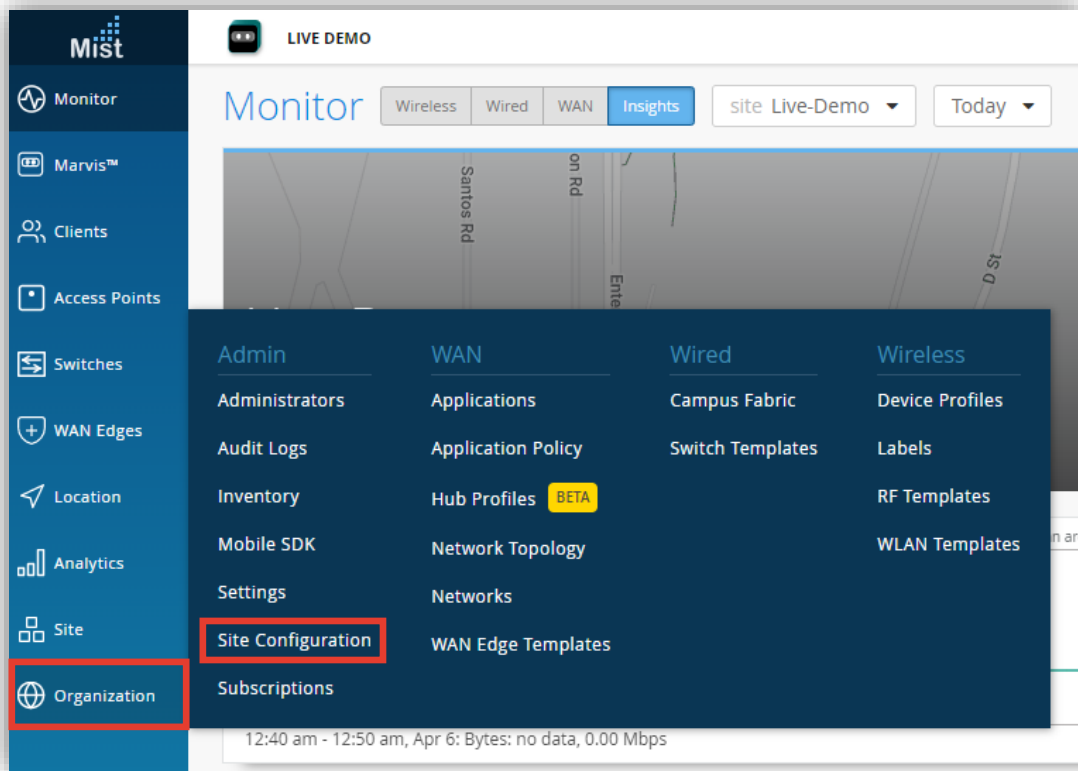 Mist
LIVE DEMO
Monitor
Marvis™
Clients
Access Points
Switches
WAN Edges
Location
Analytics
Site
Organization
Monitor
Wireless
Wired
WAN
Insights
site Live-Demo
Today
Santos Rd
on Rd
Ente
D St
Admin
Administrators
Audit Logs
Inventory
Mobile SDK
Settings
Site Configuration
Subscriptions
WAN
Applications
Application Policy
Hub Profiles BETA
Network Topology
Networks
WAN Edge Templates
Wired
Campus Fabric
Switch Templates
Wireless
Device Profiles
Labels
RF Templates
WLAN Templates
n ar
12:40 am - 12:50 am, Apr 6: Bytes: no data, 0.00 Mbps